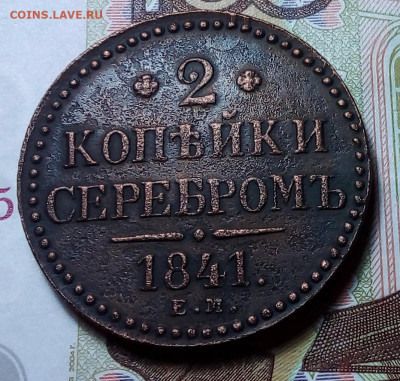 COINS.LAVE.RU
2
КОПѢЙКИ
СЕРЕБРОМЪ
1841.
Е.М.